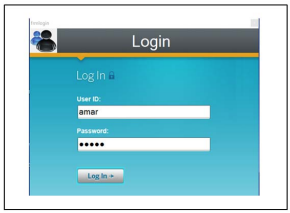 Login
Log In
User ID:
amar
Password:
•••••
Log In